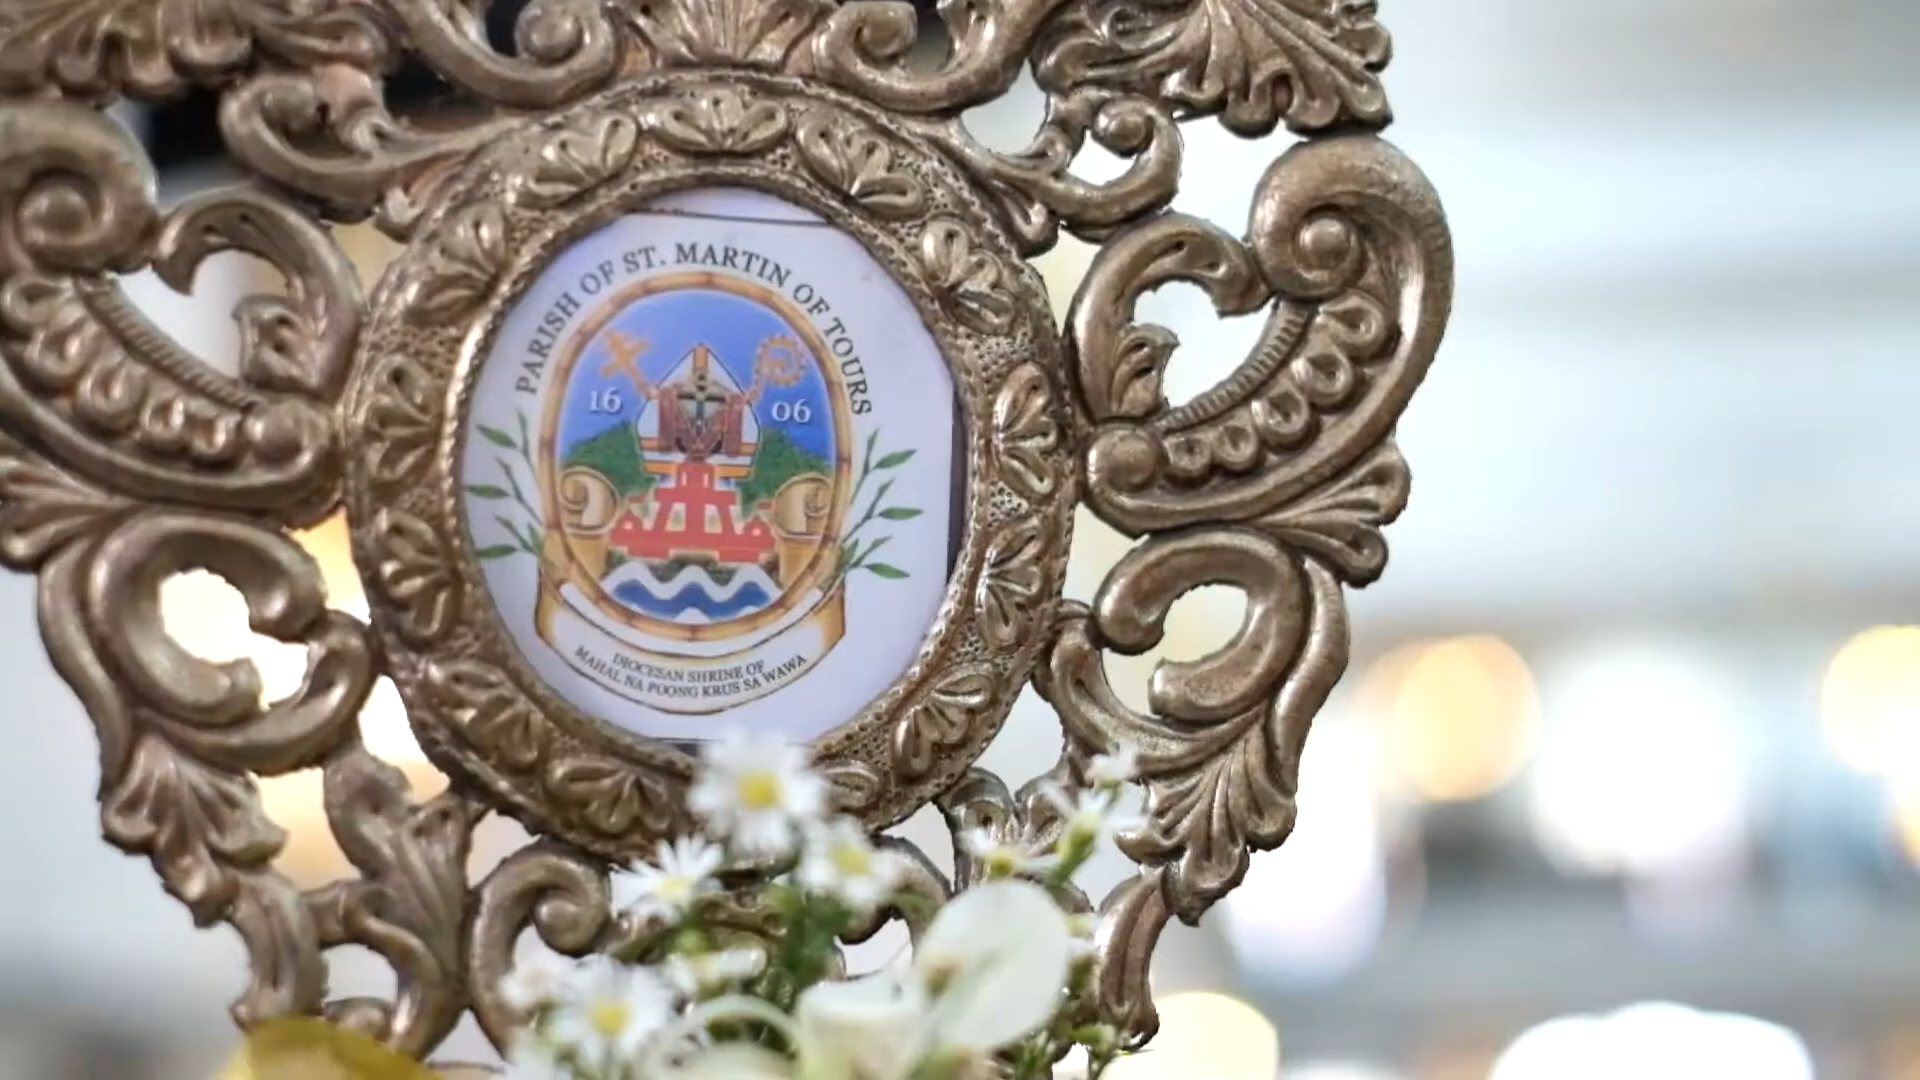 PARISH OF ST. MARTIN OF TOURS
16 06
DIOCESAN SHRINE OF
MAHAL NA POONG KRUS SA WAWA